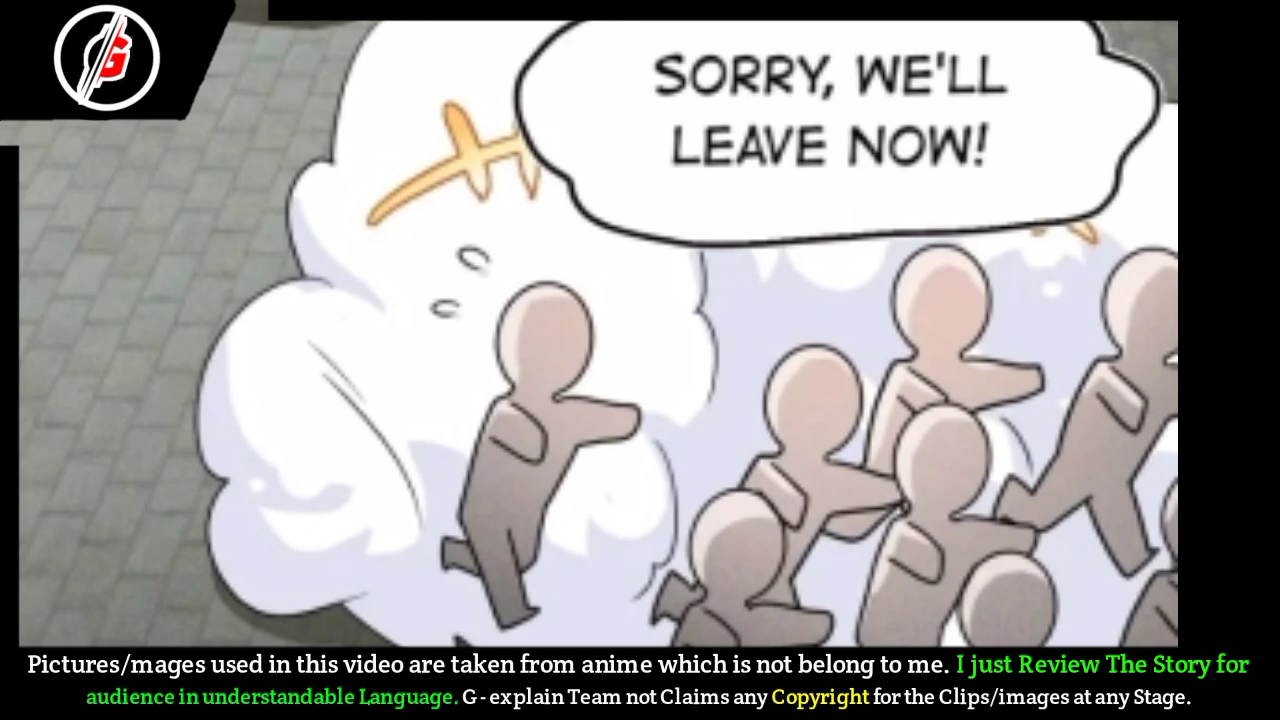 G
SORRY, WE'LL
LEAVE NOW!
Pictures/mages used in this video are taken from anime which is not belong to me. I just Review The Story for
audience in understandable Language. G-explain Team not Claims any Copyright for the Clips/images at any Stage.